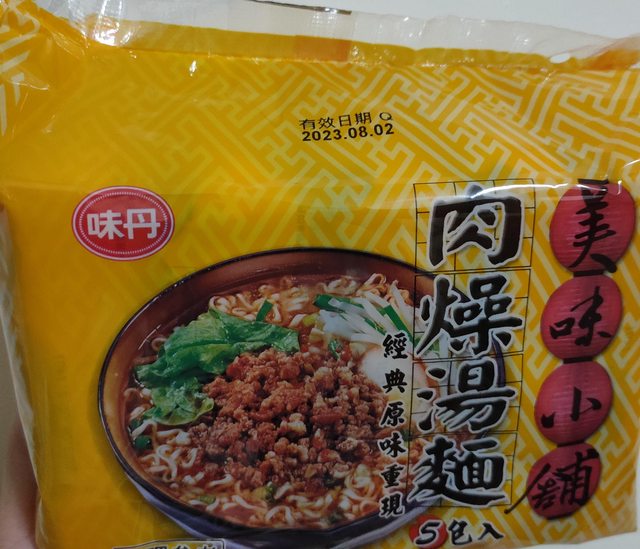 有效日期 Q
2023.08.02
味丹
美味小舖
肉燥湯麵
經典原味重現
5包入